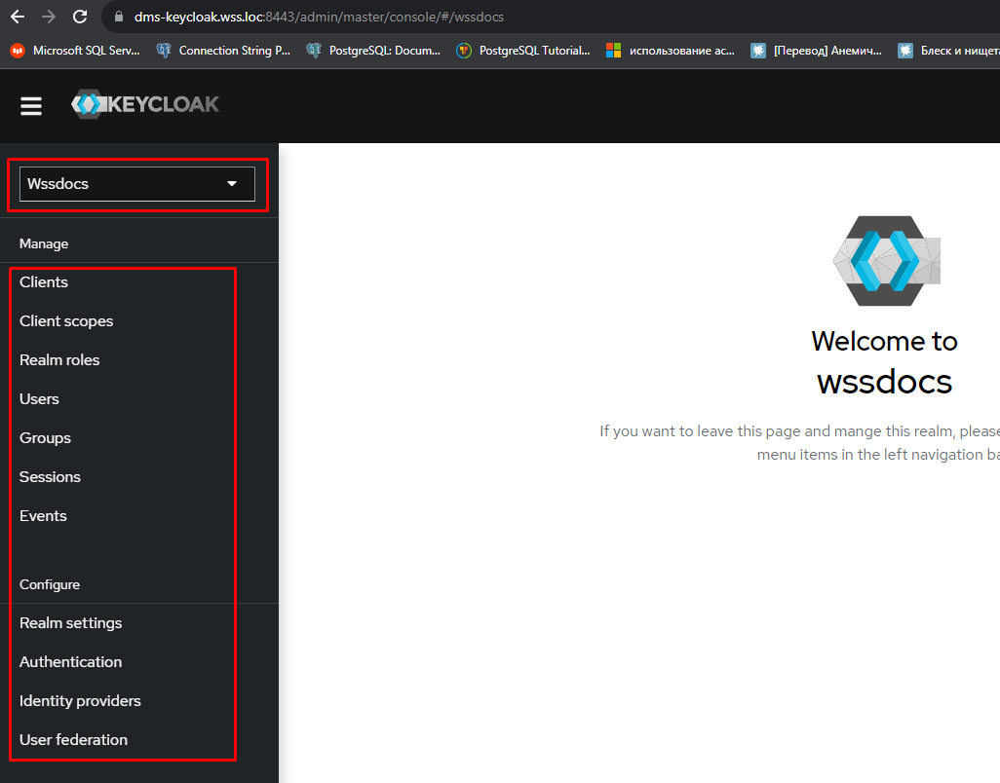 dms-keycloak.wss.loc:8443/admin/master/console/#/wssdocs
Microsoft SQL Serv...
Connection String P...
PostgreSQL: Docum...
PostgreSQL Tutorial...
использование ас...
[Перевод] Анемич...
Блеск и нищет
KEYCLOAK
Wssdocs
Manage
Clients
Client scopes
Realm roles
Users
Groups
Sessions
Events
Configure
Realm settings
Authentication
Identity providers
User federation
Welcome to
wssdocs
If you want to leave this page and mange this realm, please
menu items in the left navigation ba